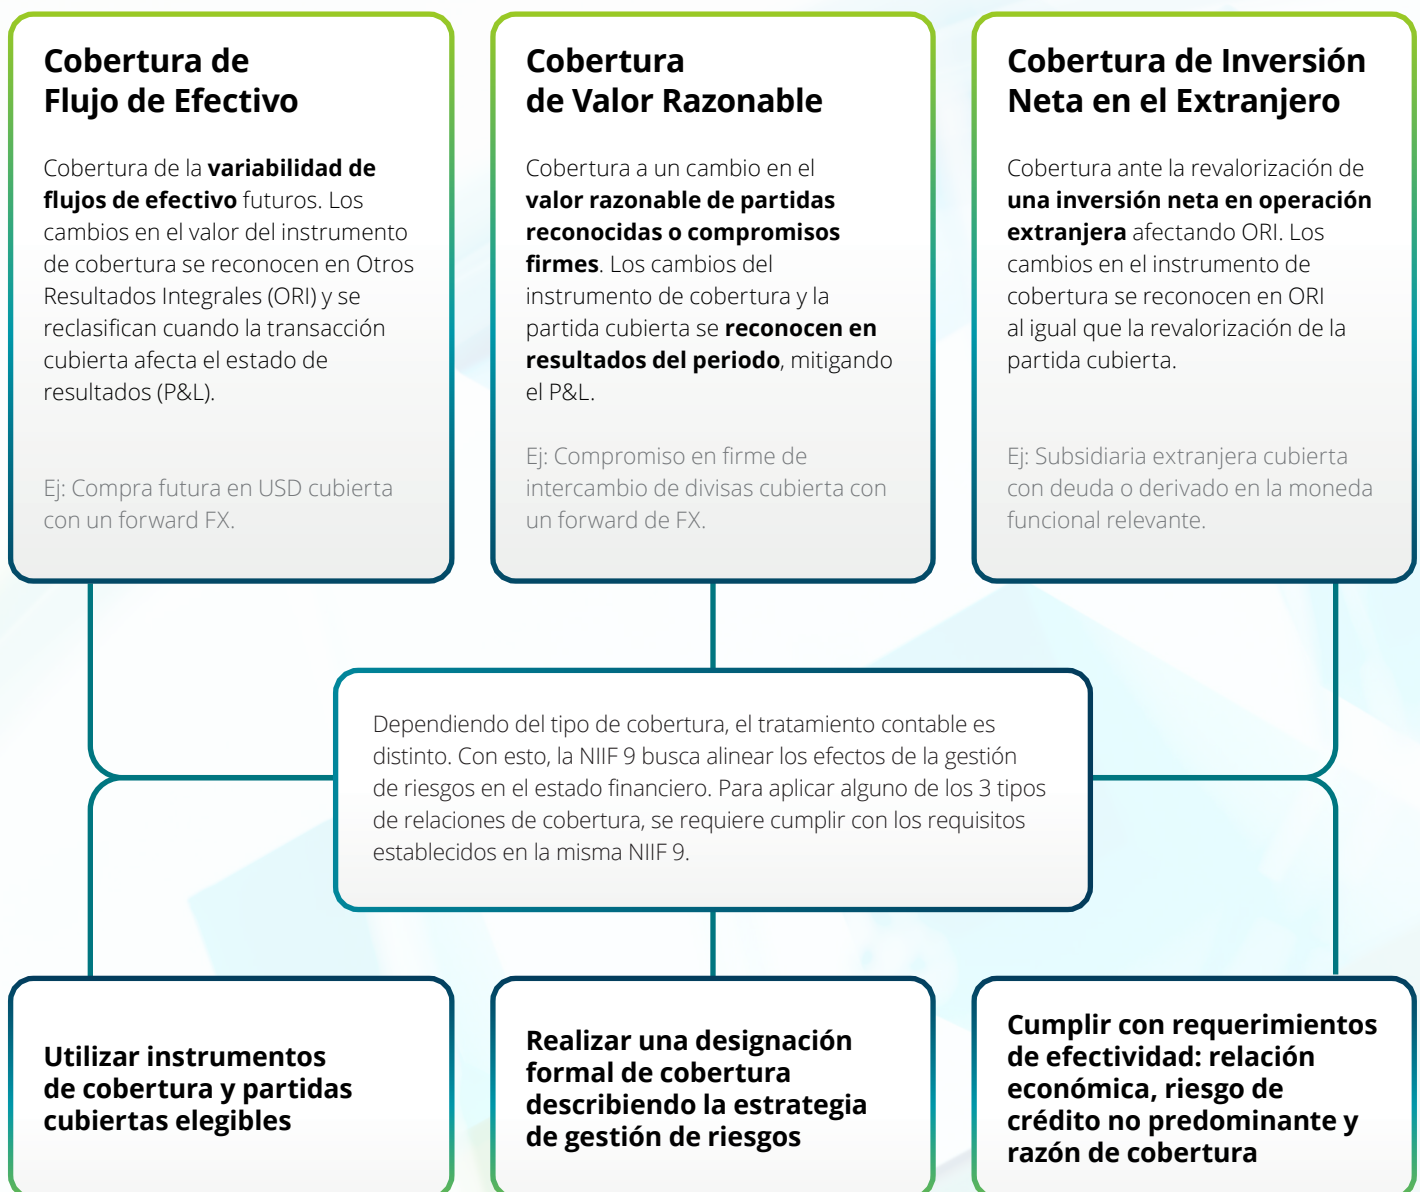 Cobertura de
Flujo de Efectivo
Cobertura de la variabilidad de
flujos de efectivo futuros. Los
cambios en el valor del instrumento
de cobertura se reconocen en Otros
Resultados Integrales (ORI) y se
reclasifican cuando la transacción
cubierta afecta el estado de
resultados (P&L).
Ej: Compra futura en USD cubierta
con un forward FX.
Cobertura
de Valor Razonable
Cobertura a un cambio en el
valor razonable de partidas
reconocidas o compromisos
firmes. Los cambios del
instrumento de cobertura y la
partida cubierta se reconocen en
resultados del periodo, mitigando
el P&L.
Ej: Compromiso en firme de
intercambio de divisas cubierta con
un forward de FX.
Cobertura de Inversión
Neta en el Extranjero
Cobertura ante la revalorización de
una inversión neta en operación
extranjera afectando ORI. Los
cambios en el instrumento de
cobertura se reconocen en ORI
al igual que la revalorización de la
partida cubierta.
Ej: Subsidiaria extranjera cubierta
con deuda o derivado en la moneda
funcional relevante.
Dependiendo del tipo de cobertura, el tratamiento contable es
distinto. Con esto, la NIIF 9 busca alinear los efectos de la gestión
de riesgos en el estado financiero. Para aplicar alguno de los 3 tipos
de relaciones de cobertura, se requiere cumplir con los requisitos
establecidos en la misma NIIF 9.
Utilizar instrumentos
de cobertura y partidas
cubiertas elegibles
Realizar una designación
formal de cobertura
describiendo la estrategia
de gestión de riesgos
Cumplir con requerimientos
de efectividad: relación
económica, riesgo de
crédito no predominante y
razón de cobertura